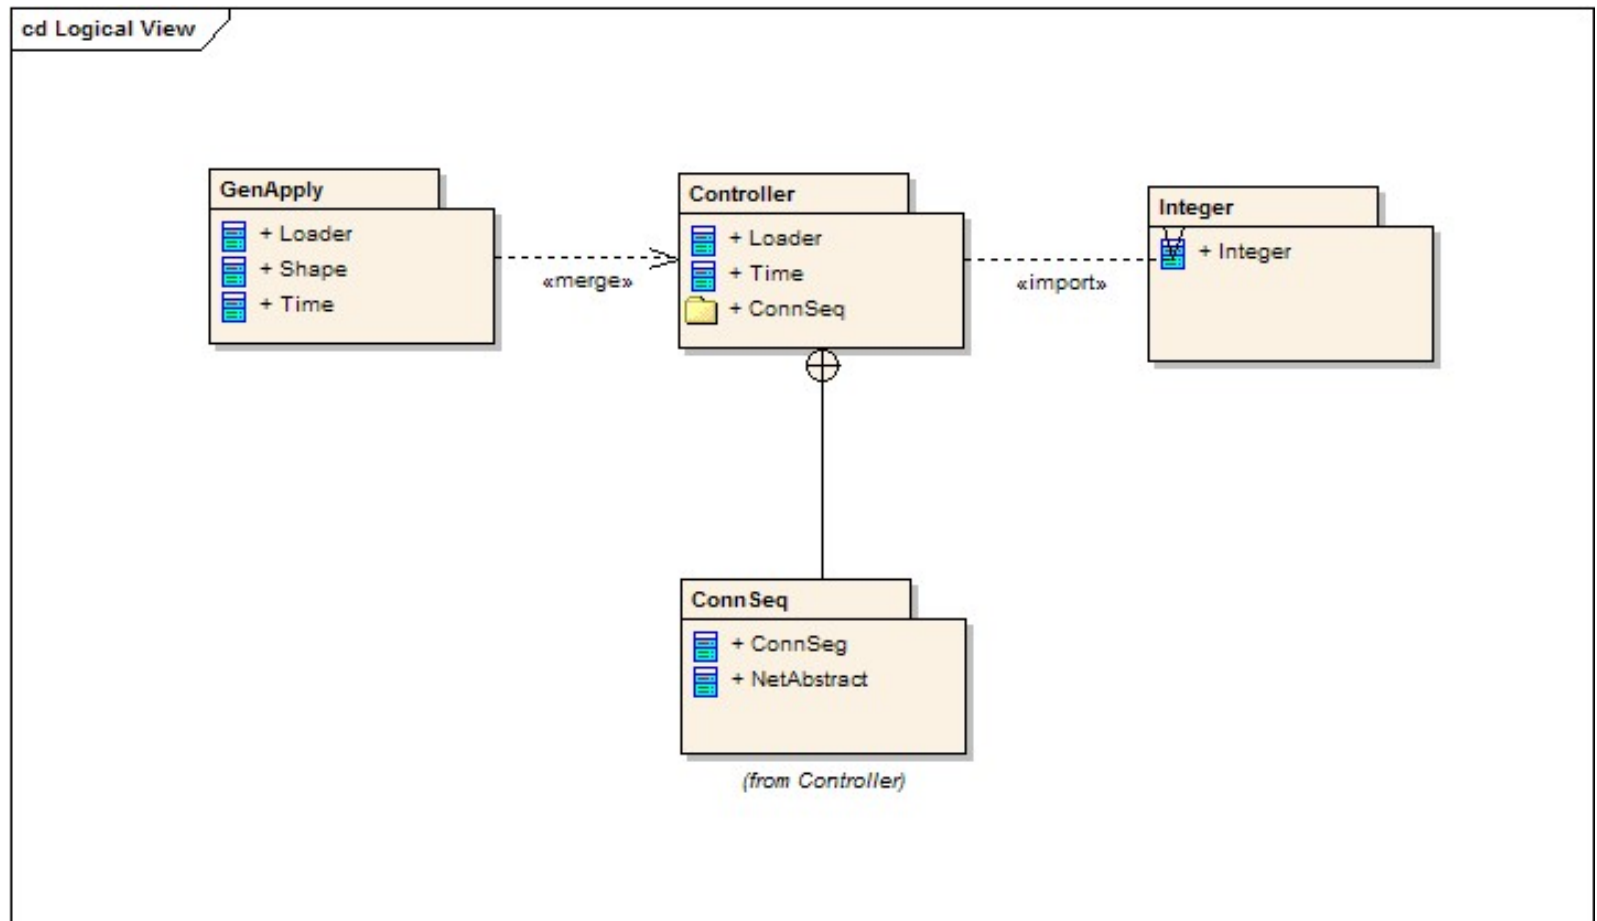 cd Logical View
GenApply
+ Loader
+ Shape
+ Time
«merge»
Controller
+ Loader
+ Time
+ ConnSeq
«import»
Integer
+ Integer
ConnSeq
+ ConnSeg
+ NetAbstract
(from Controller)